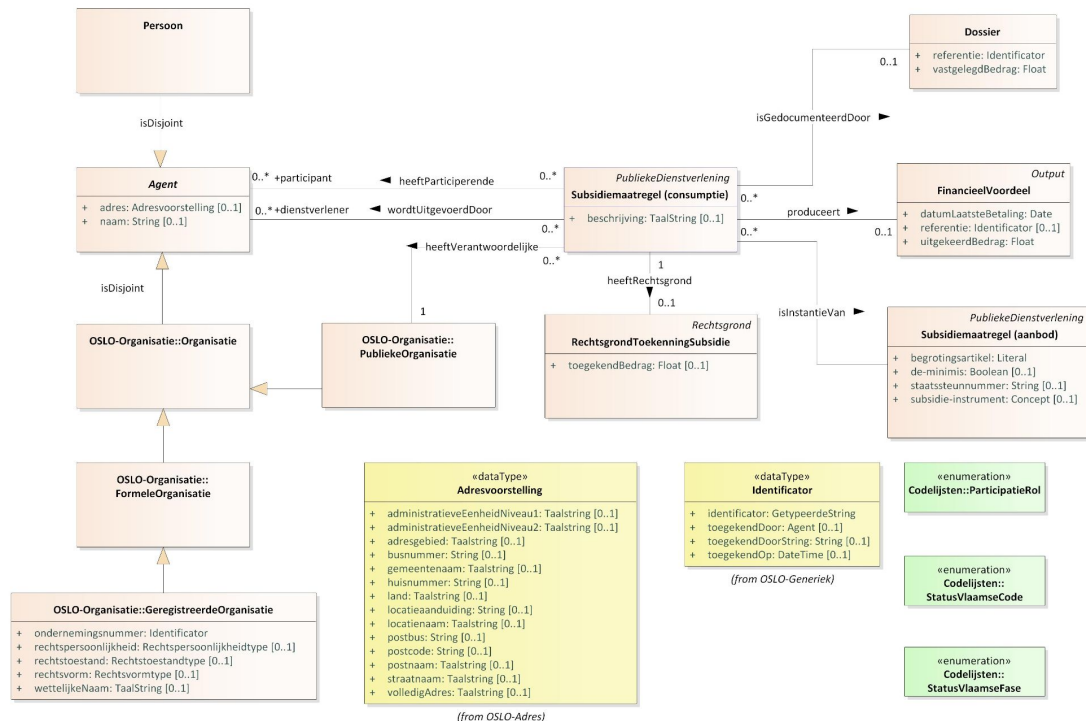 Persoon
isDisjoint
Agent
+ adres: Adresvoorstelling [0..1]
+ naam: String [0..1]
0..* +participant
heeftParticiperende
0..*
0..* +dienstverlener
wordtUitgevoerdDoor
0..*
heeftVerantwoordelijke
0..*
1
PubliekeDienstverlening
Subsidiemaatregel (consumptie)
+ beschrijving: TaalString [0..1]
Dossier
+ referentie: Identificator
+ vastgelegdBedrag: Float
0..1
isGedocumenteerdDoor
0..*
Output
FinancieelVoordeel
+ datumLaatsteBetaling: Date
+ referentie: Identificator [0..1]
+ uitgekeerdBedrag: Float
produceert
0..1
0..*
isInstantieVan
PubliekeDienstverlening
Subsidiemaatregel (aanbod)
+ begrotingsartikel: Literal
+ de-minimis: Boolean [0..1]
+ staatssteunnummer: String [0..1]
+ subsidie-instrument: Concept [0..1]
1
heeftRechtsgrond
0..1
Rechtsgrond
RechtsgrondToekenningSubsidie
+ toegekendBedrag: Float [0..1]
isDisjoint
OSLO-Organisatie::Organisatie
OSLO-Organisatie::
PubliekeOrganisatie
OSLO-Organisatie::
FormeleOrganisatie
OSLO-Organisatie::GeregistreerdeOrganisatie
+ ondernemingsnummer: Identificator
+ rechtspersoonlijkheid: Rechtspersoonlijkheidtype [0..1]
+ rechtstoestand: Rechtstoestandtype [0..1]
+ rechtsvorm: Rechtsvormtype [0..1]
+ wettelijkeNaam: TaalString [0..1]
«dataType»
Adresvoorstelling
+ administratieveEenheidNiveau1: Taalstring [0..1]
+ administratieveEenheidNiveau2: Taalstring [0..1]
+ adresgebied: Taalstring [0..1]
+ busnummer: String [0..1]
+ gemeentenaam: Taalstring [0..1]
+ huisnummer: String [0..1]
+ land: Taalstring [0..1]
+ locatieaanduiding: String [0..1]
+ locatienaam: Taalstring [0..1]
+ postbus: String [0..1]
+ postcode: String [0..1]
+ postnaam: Taalstring [0..1]
+ straatnaam: Taalstring [0..1]
+ volledigAdres: Taalstring [0..1]
(from OSLO-Adres)
«dataType»
Identificator
+ identificator: GetypeerdeString
+ toegekendDoor: Agent [0..1]
+ toegekendDoorString: String [0..1]
+ toegekendOp: DateTime [0..1]
(from OSLO-Generiek)
«enumeration»
Codelijsten::ParticipatieRol
«enumeration»
Codelijsten::
StatusVlaamseCode
«enumeration»
Codelijsten::
StatusVlaamseFase